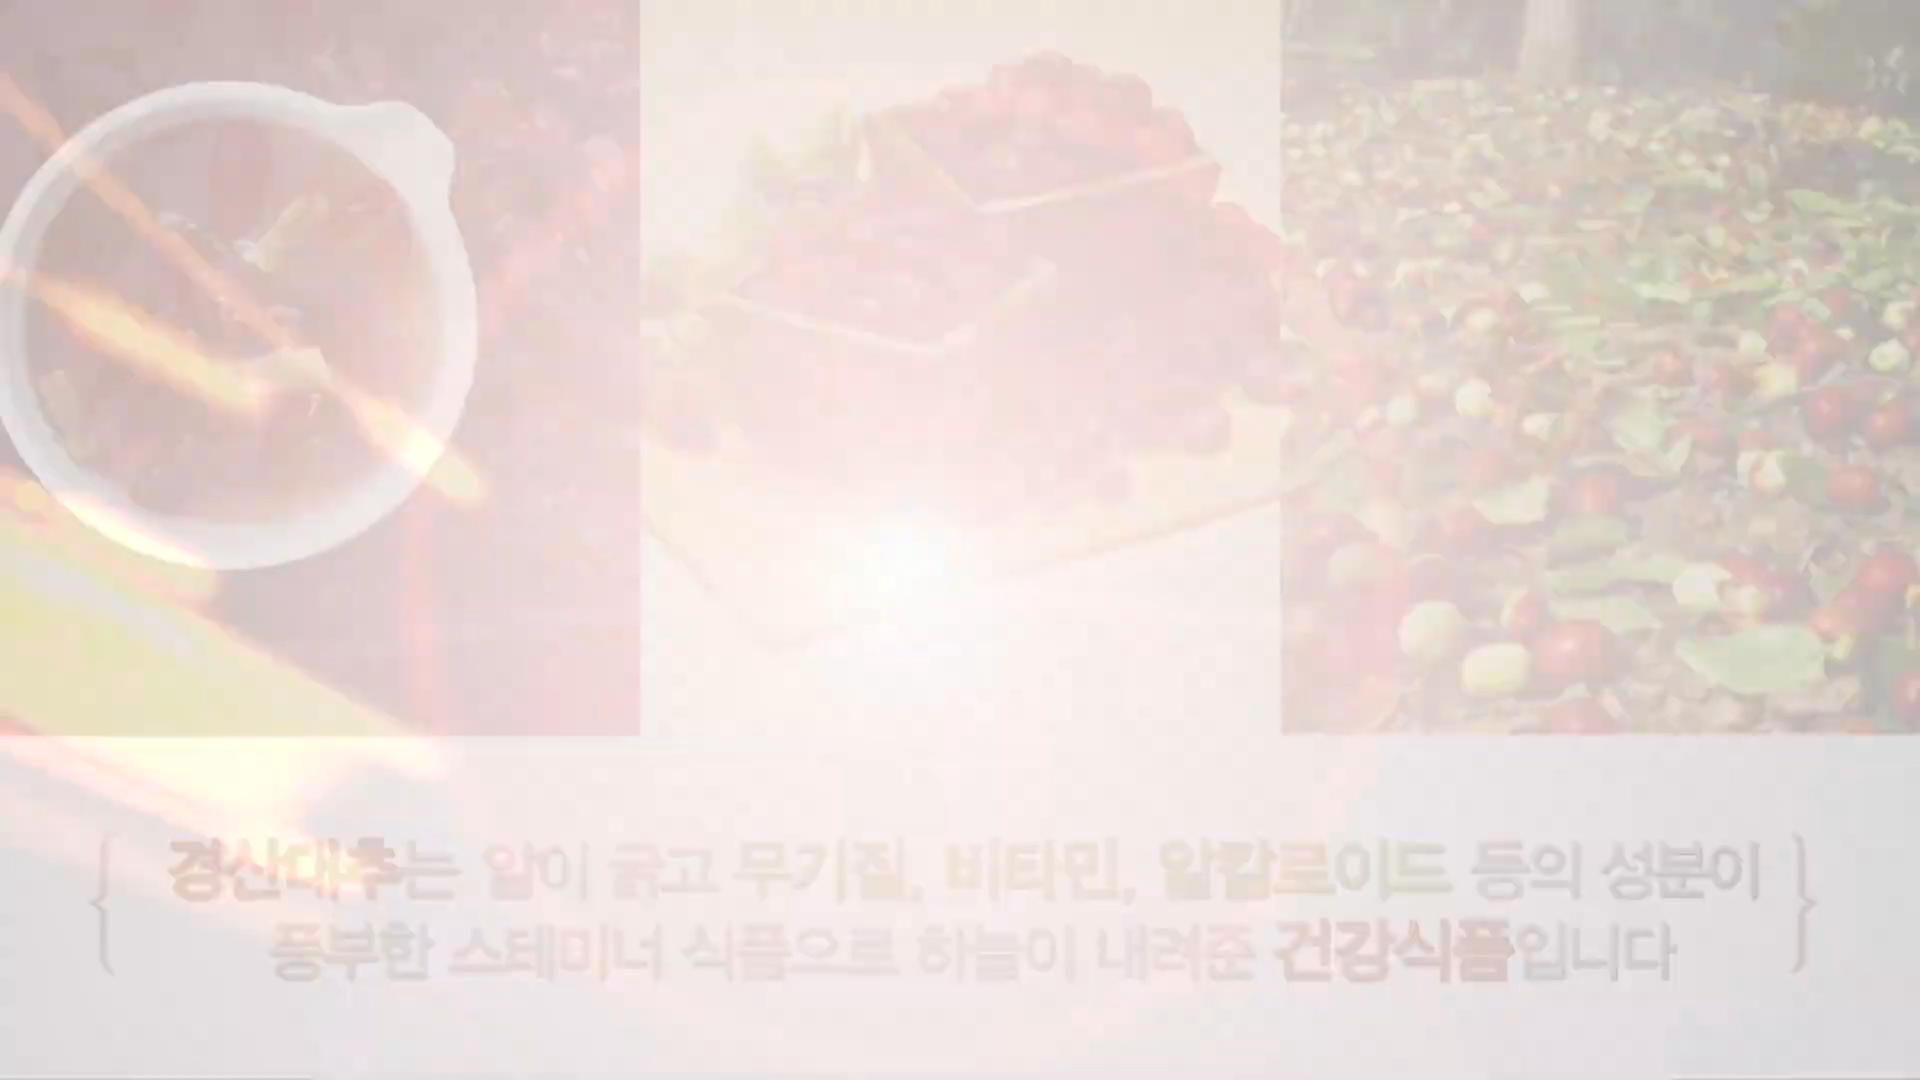 경산대추는 알이 굵고 무기질, 비타민, 알칼로이드 등의 성분이
풍부한 스테미너 식품으로 하늘이 내려준 건강식품입니다